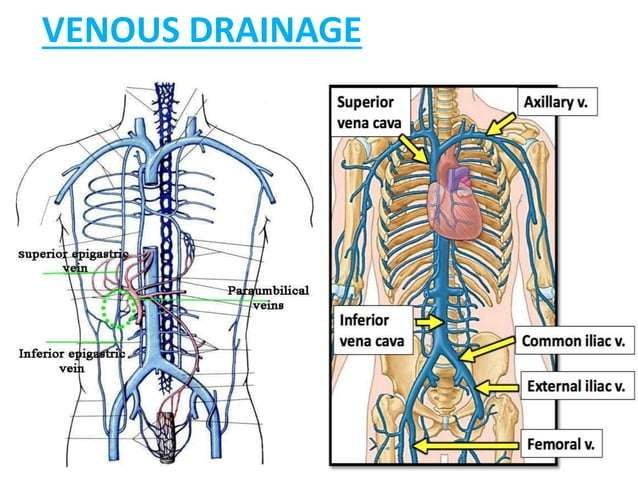 VENOUS DRAINAGE
superior epigastric
vein
Paraumbilical
veins
Inferior epigastric
vein
Superior
vena cava
Axillary v.
Inferior
vena cava
Common iliac v.
External iliac v.
Femoral v.